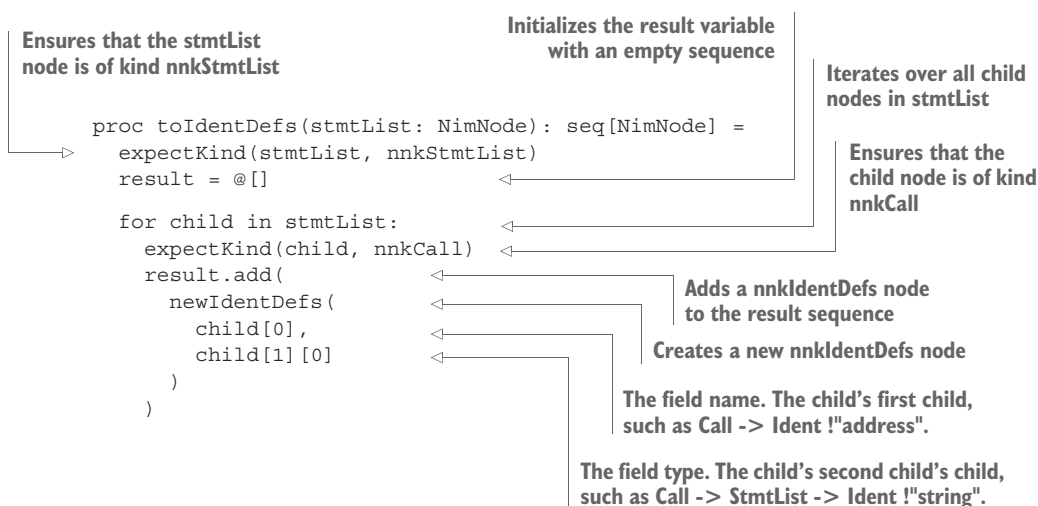 Ensures that the stmtList
node is of kind nnkStmtList
Initializes the result variable
with an empty sequence
Iterates over all child
nodes in stmtList
Ensures that the
child node is of kind
nnkCall
proc toIdentDefs(stmtList: NimNode): seq[NimNode] =
expectKind(stmtList, nnkStmtList)
result = @[]
for child in stmtList:
expectKind(child, nnkCall)
result.add(
newIdentDefs(
child[0],
child[1][0]
)
)
Adds a nnkIdentDefs node
to the result sequence
Creates a new nnkIdentDefs node
The field name. The child's first child,
such as Call -> Ident !"address".
The field type. The child's second child's child,
such as Call -> StmtList -> Ident !"string".